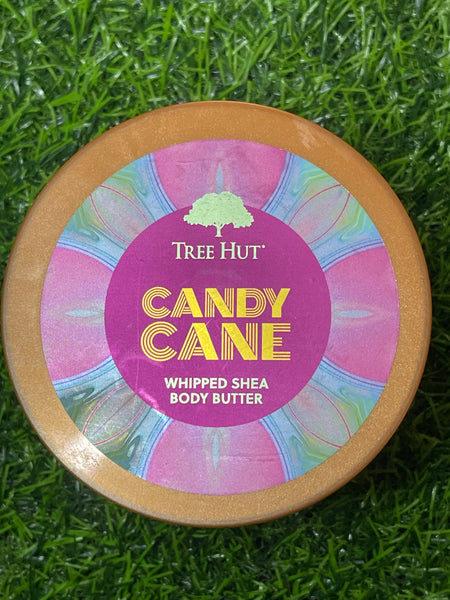 TREE HUT®
CANDY
CANE
WHIPPED SHEA
BODY BUTTER